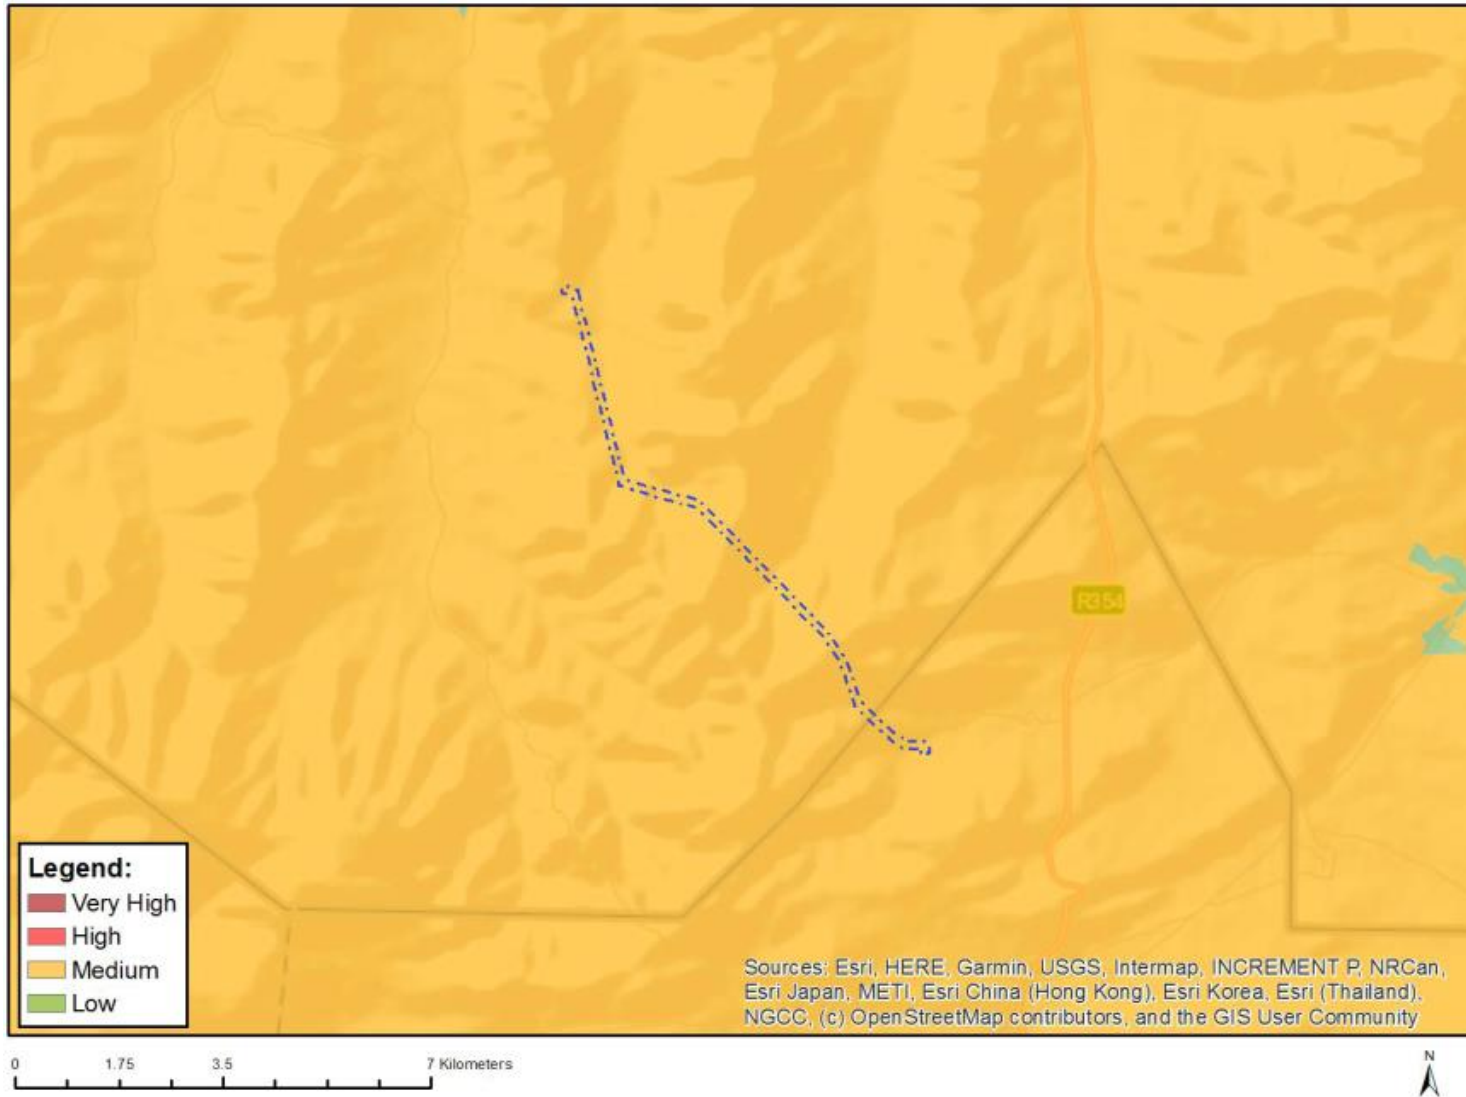 R354
Legend:
Very High
High
Medium
Low
Sources: Esri, HERE, Garmin, USGS, Intermap, INCREMENT P, NRCan,
Esri Japan, METI, Esri China (Hong Kong), Esri Korea, Esri (Thailand),
NGCC, (c) OpenStreetMap contributors, and the GIS User Community
0 1.75 3.5 7 Kilometers
N